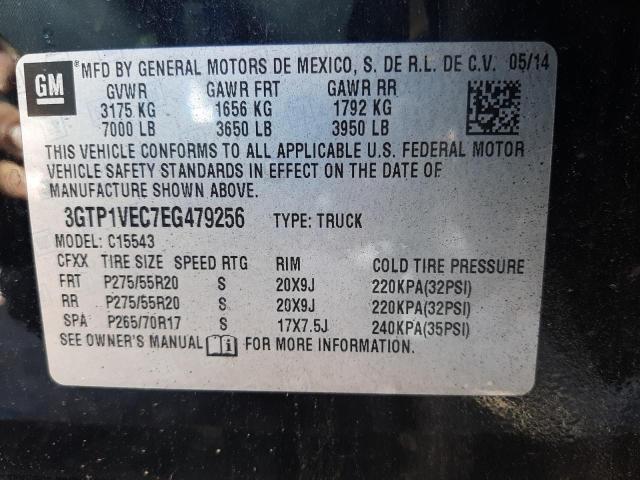 GM MFD BY GENERAL MOTORS DE MEXICO, S. DE R.L. DE C.V. 05/14
GVWR GAWR FRT GAWR RR
3175 KG 1656 KG 1792 KG
7000 LB 3650 LB 3950 LB
THIS VEHICLE CONFORMS TO ALL APPLICABLE U.S. FEDERAL MOTOR
VEHICLE SAFETY STANDARDS IN EFFECT ON THE DATE OF
MANUFACTURE SHOWN ABOVE.
3GTP1VEC7EG479256 TYPE: TRUCK
MODEL: C15543
CFXX TIRE SIZE SPEED RTG RIM COLD TIRE PRESSURE
FRT P275/55R20 S 20X9J 220KPA(32PSI)
RR P275/55R20 S 20X9J 220KPA(32PSI)
SPA P265/70R17 S 17X7.5J 240KPA(35PSI)
SEE OWNER'S MANUAL FOR MORE INFORMATION.